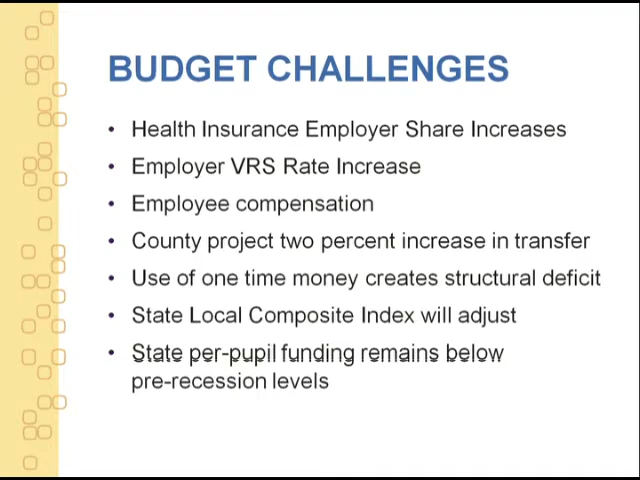 BUDGET CHALLENGES
• Health Insurance Employer Share Increases
• Employer VRS Rate Increase
• Employee compensation
• County project two percent increase in transfer
• Use of one time money creates structural deficit
• State Local Composite Index will adjust
• State per-pupil funding remains below
pre-recession levels